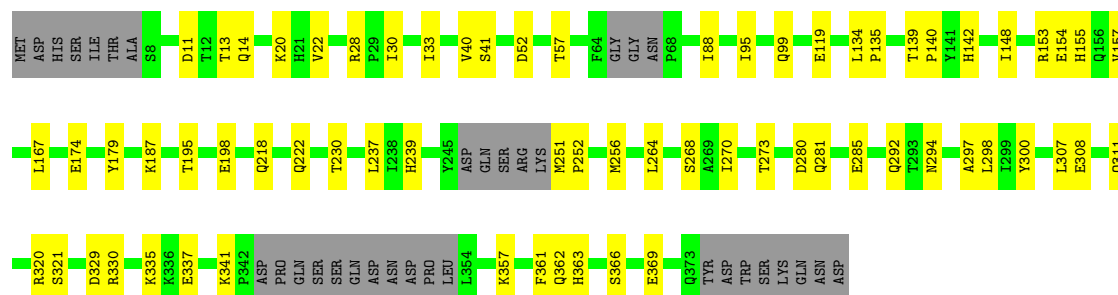 MET ASP HIS SER ILE THR ALA S8 D11 T12 T13 Q14 K20 H21 V22 R28 P29 I30 I33 V40 S41 D52 T57 F64 GLY GLY ASN P68 I88 I95 Q99 E119 L134 P135 T139 P140 Y141 H142 I148 R153 E154 H155 Q156 V157
L167 E174 Y179 K187 T195 E198 Q218 Q222 T230 L237 I238 H239 Y245 ASP GLN SER ARG LYS M251 P252 M256 L264 S268 A269 I270 T273 D280 Q281 E285 Q292 T293 N294 A297 L298 I299 Y300 L307 E308 Q311
R320 S321 D329 R330 K335 K336 E337 K341 P342 ASP PRO GLN SER SER GLN ASP ASN ASP PRO LEU L354 K357 F361 Q362 H363 S366 E369 Q373 TYR ASP TRP SER LYS GLN ASN ASP